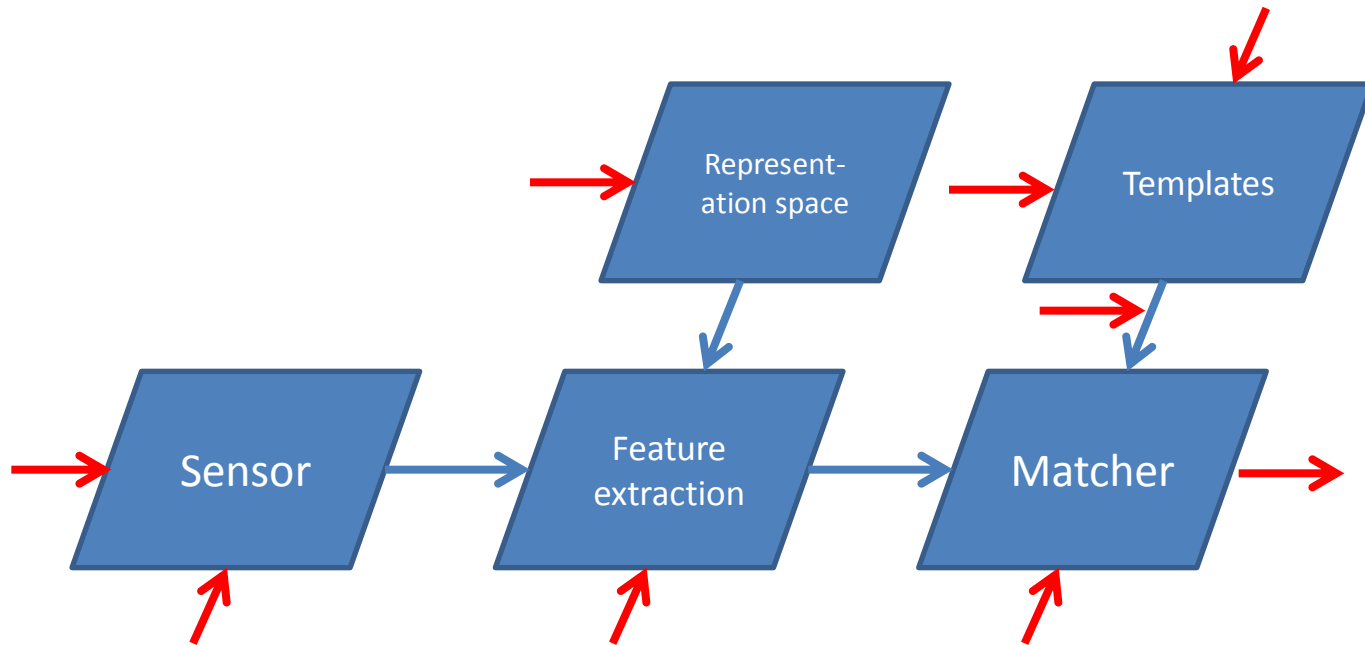 Represent-
ation space
Templates
Sensor
Feature
extraction
Matcher